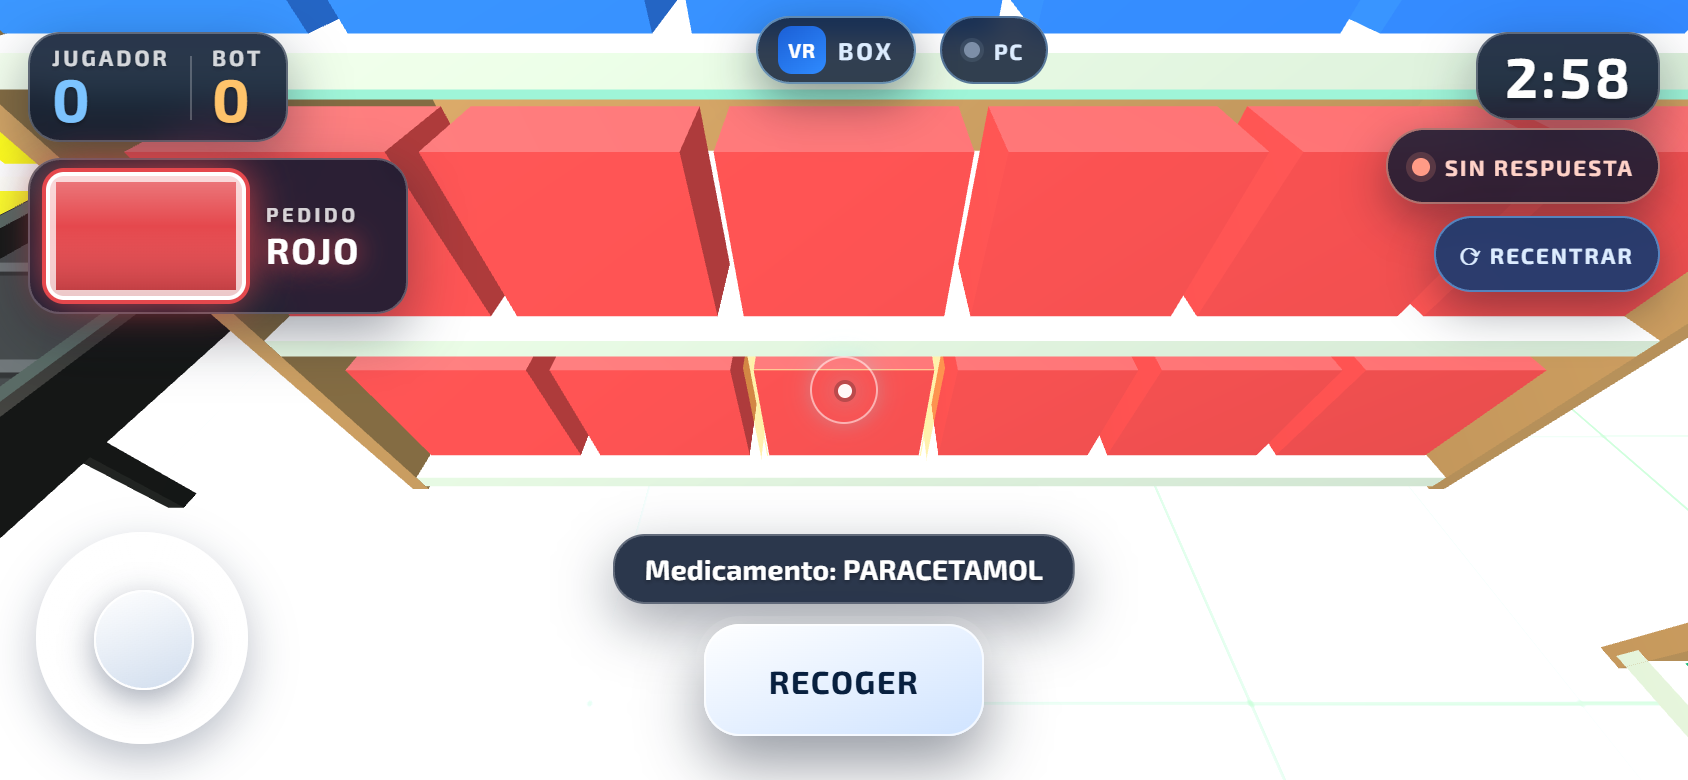 JUGADOR
0
BOT
0
VR BOX
PC
2:58
SIN RESPUESTA
PEDIDO
ROJO
⟳ RECENTRAR
Medicamento: PARACETAMOL
RECOGER